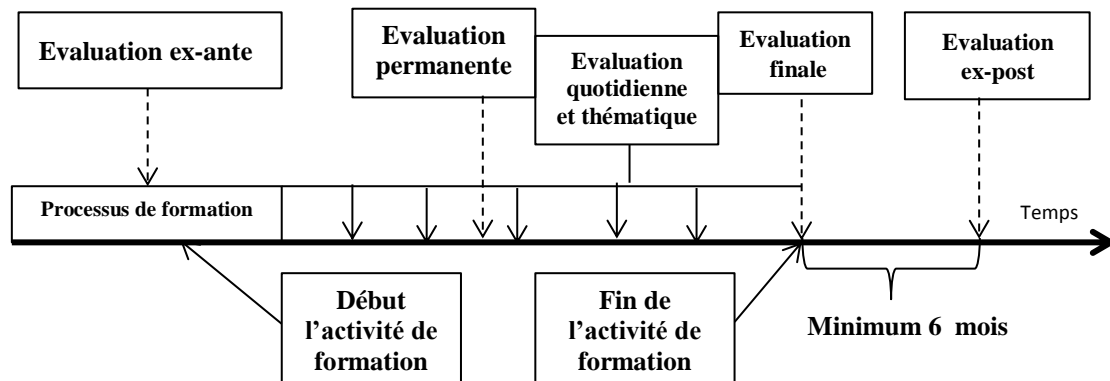 Evaluation ex-ante
Evaluation
permanente
Evaluation
quotidienne
et thématique
Evaluation
finale
Evaluation
ex-post
Processus de formation
Temps
Début
l’activité de
formation
Fin de
l’activité de
formation
Minimum 6 mois